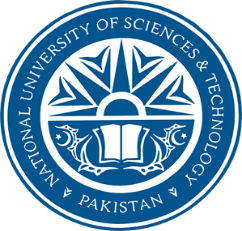 NATIONAL UNIVERSITY OF SCIENCES & TECHNOLOGY
PAKISTAN